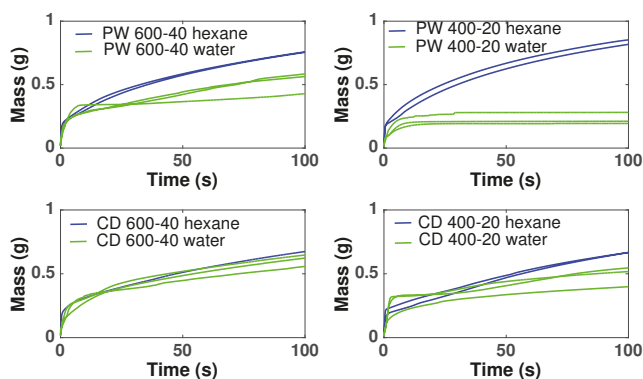 PW 600-40 hexane
PW 600-40 water
Mass (g)
1
0.5
0
0 50 100
Time (s)
PW 400-20 hexane
PW 400-20 water
Mass (g)
1
0.5
0
0 50 100
Time (s)
CD 600-40 hexane
CD 600-40 water
Mass (g)
1
0.5
0
0 50 100
Time (s)
CD 400-20 hexane
CD 400-20 water
Mass (g)
1
0.5
0
0 50 100
Time (s)